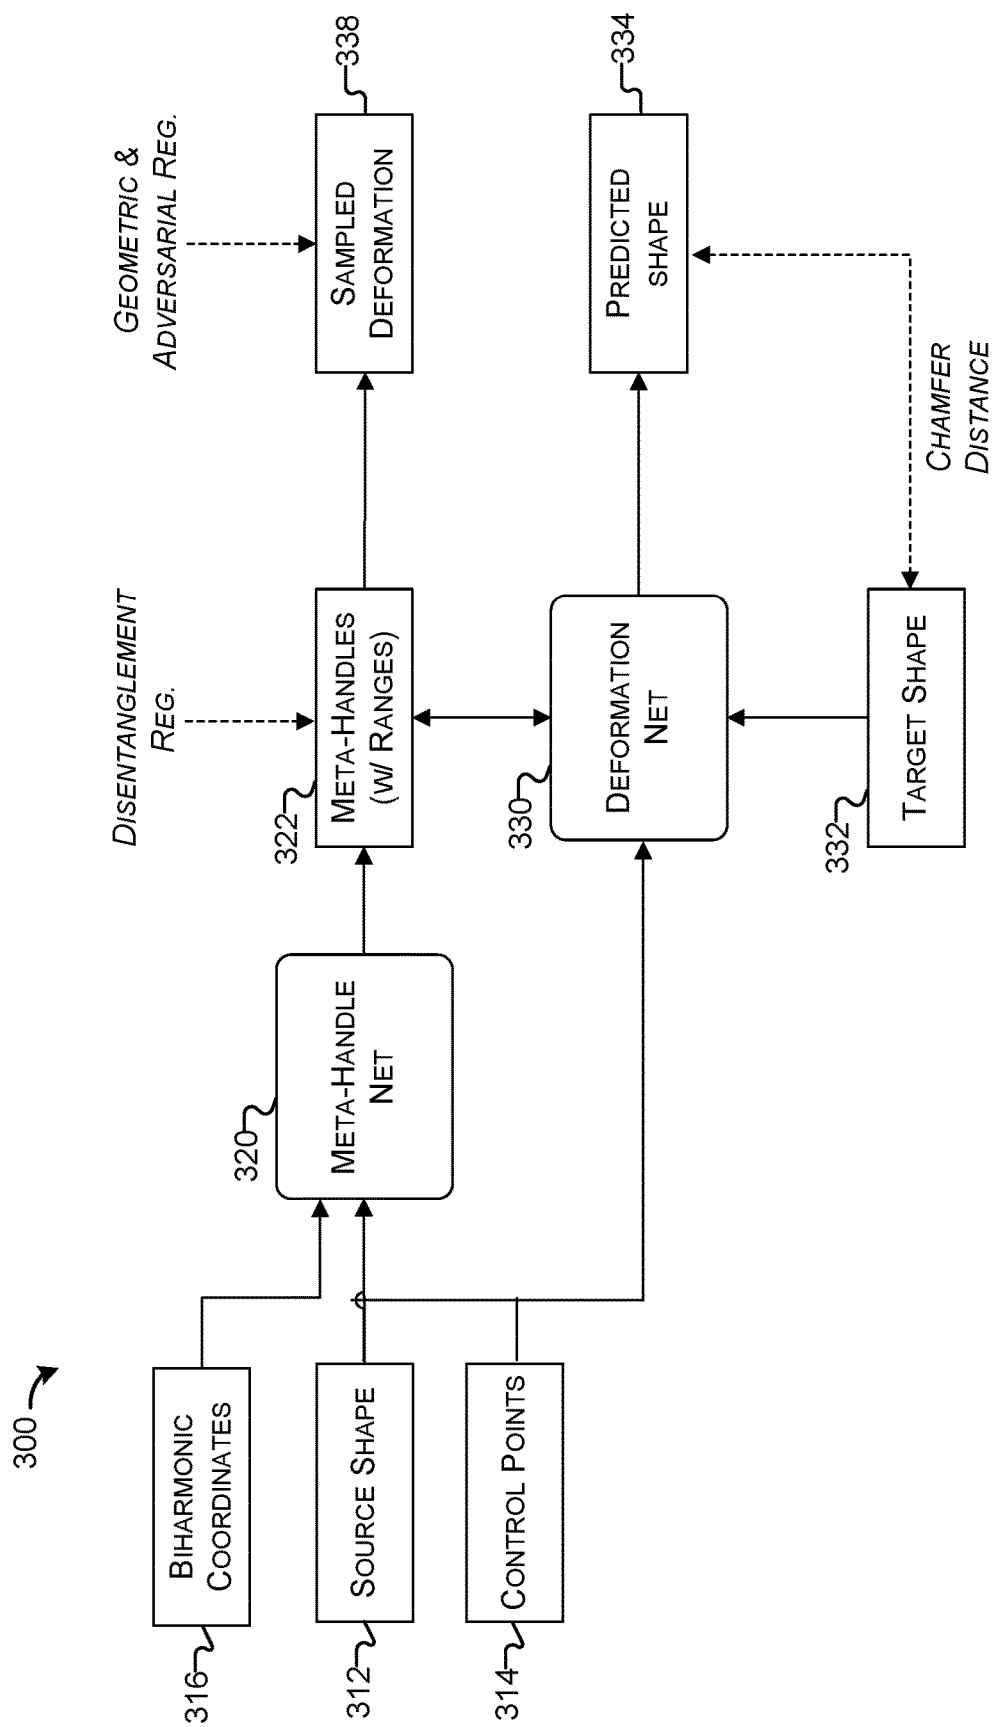 300
BIHARMONIC
COORDINATES
316
SOURCE SHAPE
312
CONTROL POINTS
314
META-HANDLE
NET
320
DISENTANGLEMENT
REG.
META-HANDLES
(W/ RANGES)
322
DEFORMATION
NET
330
TARGET SHAPE
332
GEOMETRIC &
ADVERSARIAL REG.
SAMPLED
DEFORMATION
338
PREDICTED
SHAPE
334
CHAMFER
DISTANCE